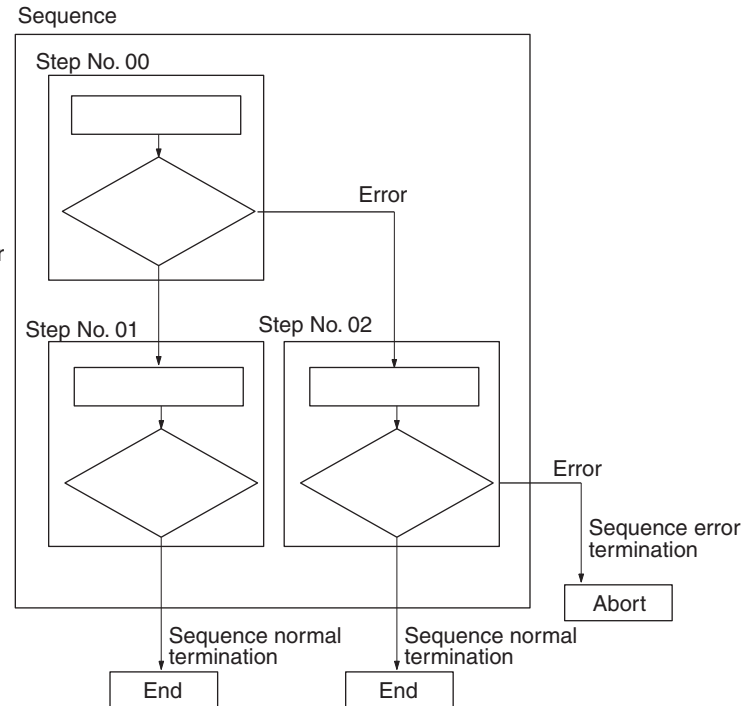 Sequence
Step No. 00
Error
r
Step No. 01
Step No. 02
Error
Sequence error
termination
Abort
Sequence normal
termination
Sequence normal
termination
End
End